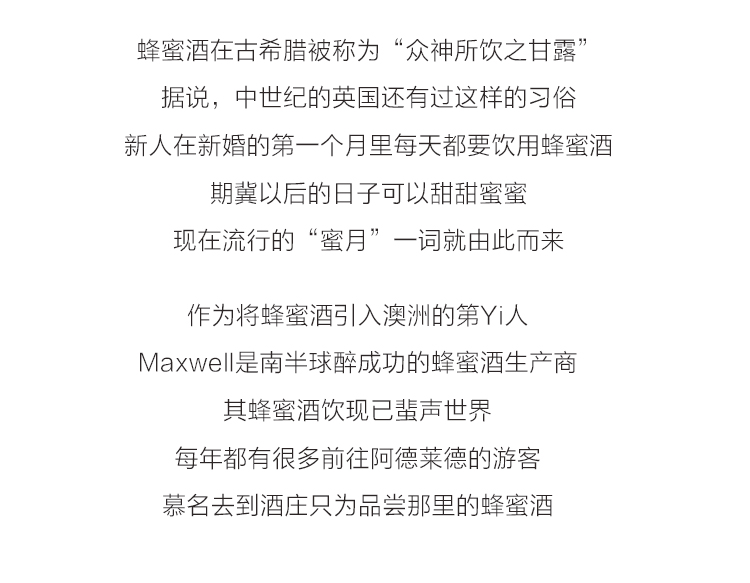 蜂蜜酒在古希腊被称为“众神所饮之甘露”
据说，中世纪的英国还有过这样的习俗
新人在新婚的第一个月里每天都要饮用蜂蜜酒
期冀以后的日子可以甜甜蜜蜜
现在流行的“蜜月”一词就由此而来
作为将蜂蜜酒引入澳洲的第Yi人
Maxwell是南半球醉成功的蜂蜜酒生产商
其蜂蜜酒饮现已蜚声世界
每年都有很多前往阿德莱德的游客
慕名去到酒庄只为品尝那里的蜂蜜酒